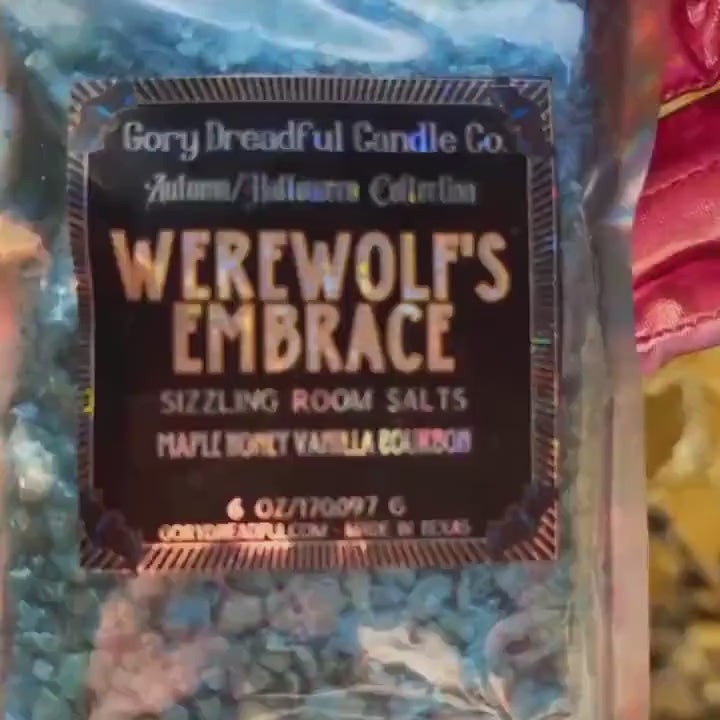 Gory Dreadful Candle Co.
Autumn/Halloween Collection
WEREWOLF'S
EMBRACE
SIZZLING ROOM SALTS
MAPLE HONEY VANILLA BOURBON
6 OZ/170.097 G
GORYDREADFUL.COM - MADE IN TEXAS